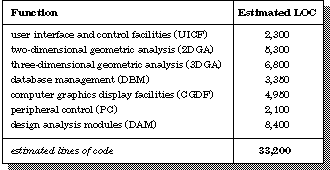 Function Estimated LOC
user interface and control facilities (UICF) 2,300
two-dimensional geometric analysis (2DGA) 5,300
three-dimensional geometric analysis (3DGA) 6,800
database management (DBM) 3,350
computer graphics display facilities (CGDF) 4,950
peripheral control (PC) 2,100
design analysis modules (DAM) 8,400
estimated lines of code 33,200